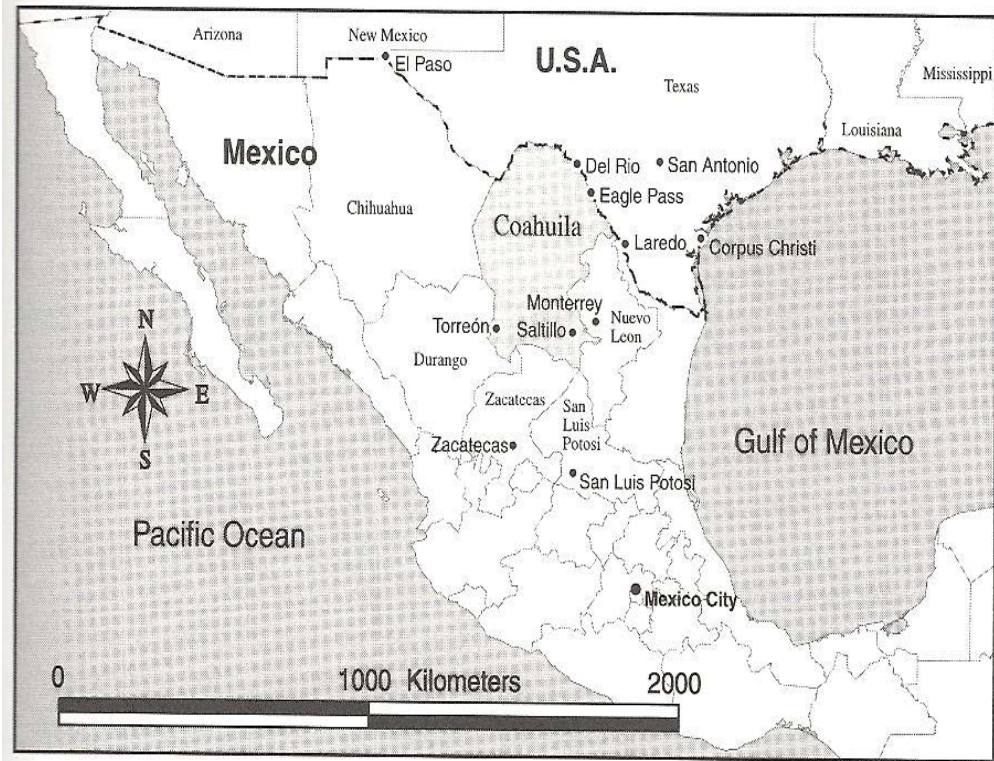 Arizona
New Mexico
El Paso
U.S.A.
Texas
Mississippi
Louisiana
Mexico
Del Rio
San Antonio
Eagle Pass
Chihuahua
Coahuila
Laredo
Corpus Christi
Monterrey
Nuevo
Leon
Torreón
Saltillo
Durango
N
W
E
S
Zacatecas
San
Luis
Potosi
Zacatecas
San Luis Potosi
Gulf of Mexico
Pacific Ocean
Mexico City
0
1000 Kilometers
2000